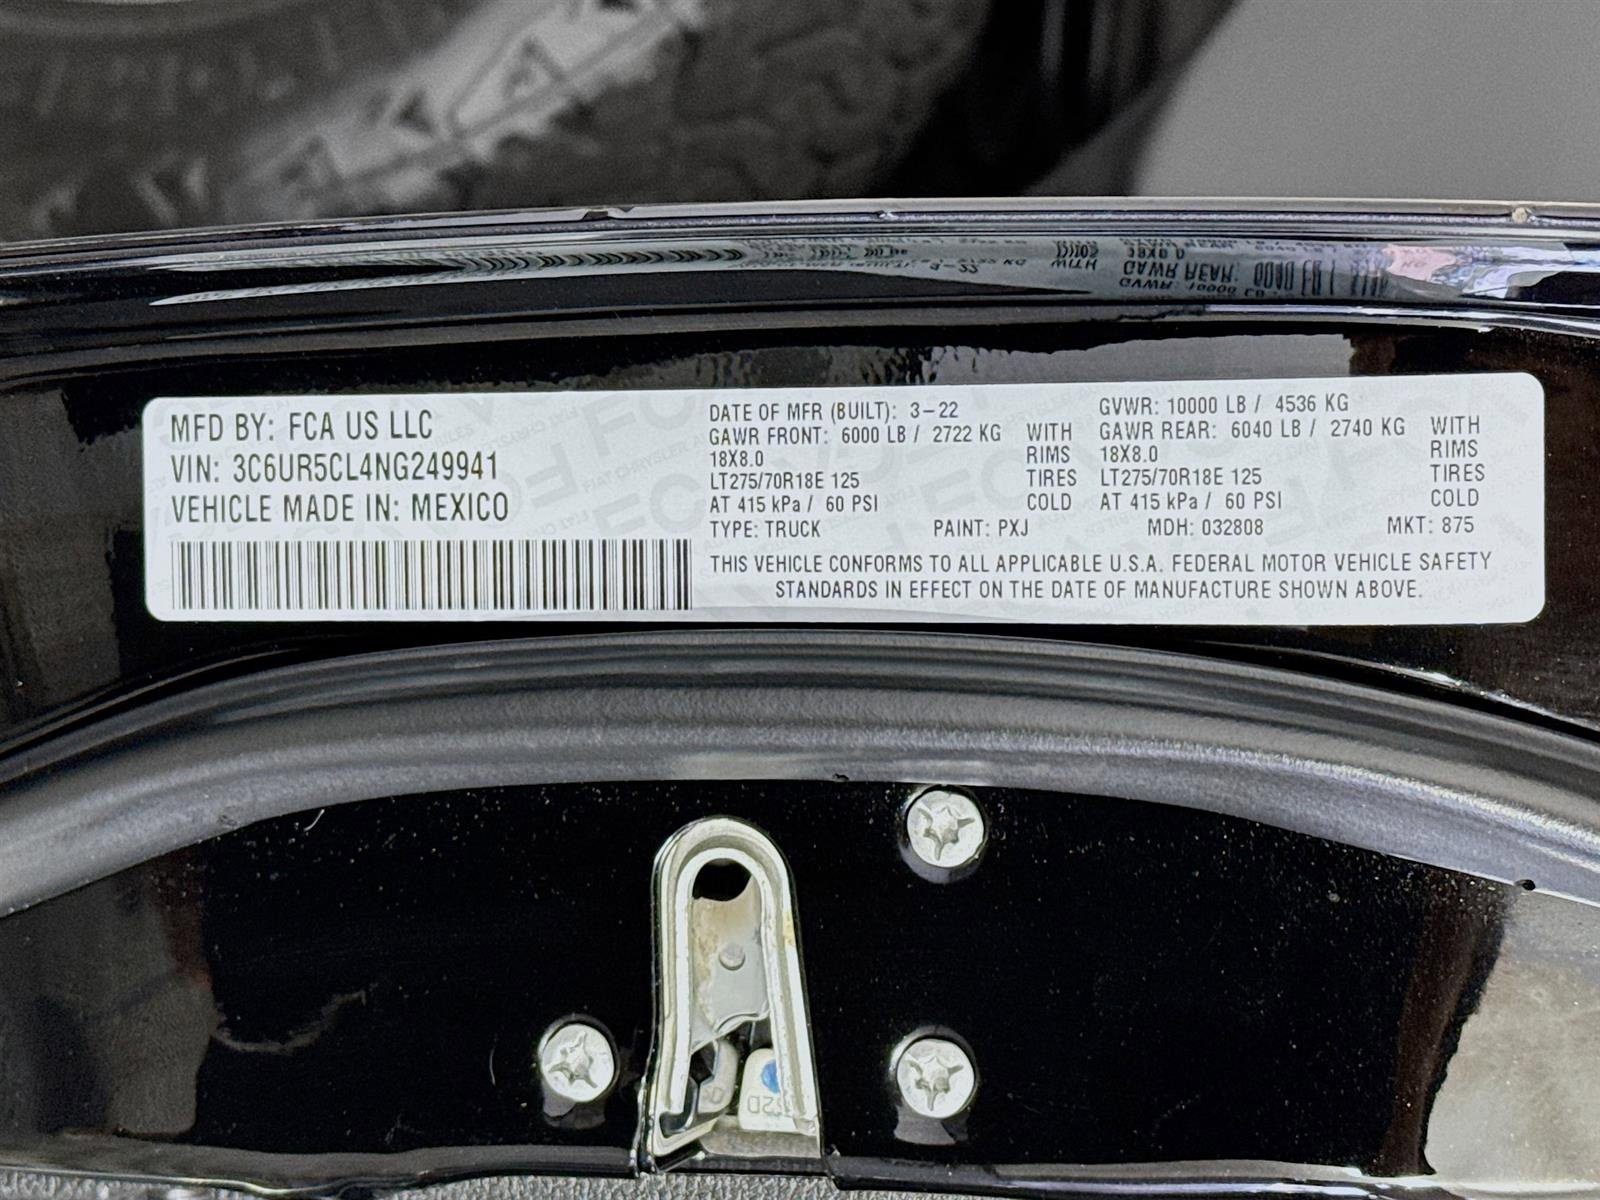 MFD BY: FCA US LLC
VIN: 3C6UR5CL4NG249941
VEHICLE MADE IN: MEXICO
DATE OF MFR (BUILT): 3-22
GAWR FRONT: 6000 LB / 2722 KG WITH
18X8.0 RIMS
LT275/70R18E 125 TIRES
AT 415 kPa / 60 PSI COLD
GVWR: 10000 LB / 4536 KG
GAWR REAR: 6040 LB / 2740 KG WITH
18X8.0 RIMS
LT275/70R18E 125 TIRES
AT 415 kPa / 60 PSI COLD
TYPE: TRUCK PAINT: PXJ MDH: 032808 MKT: 875
THIS VEHICLE CONFORMS TO ALL APPLICABLE U.S.A. FEDERAL MOTOR VEHICLE SAFETY
STANDARDS IN EFFECT ON THE DATE OF MANUFACTURE SHOWN ABOVE.